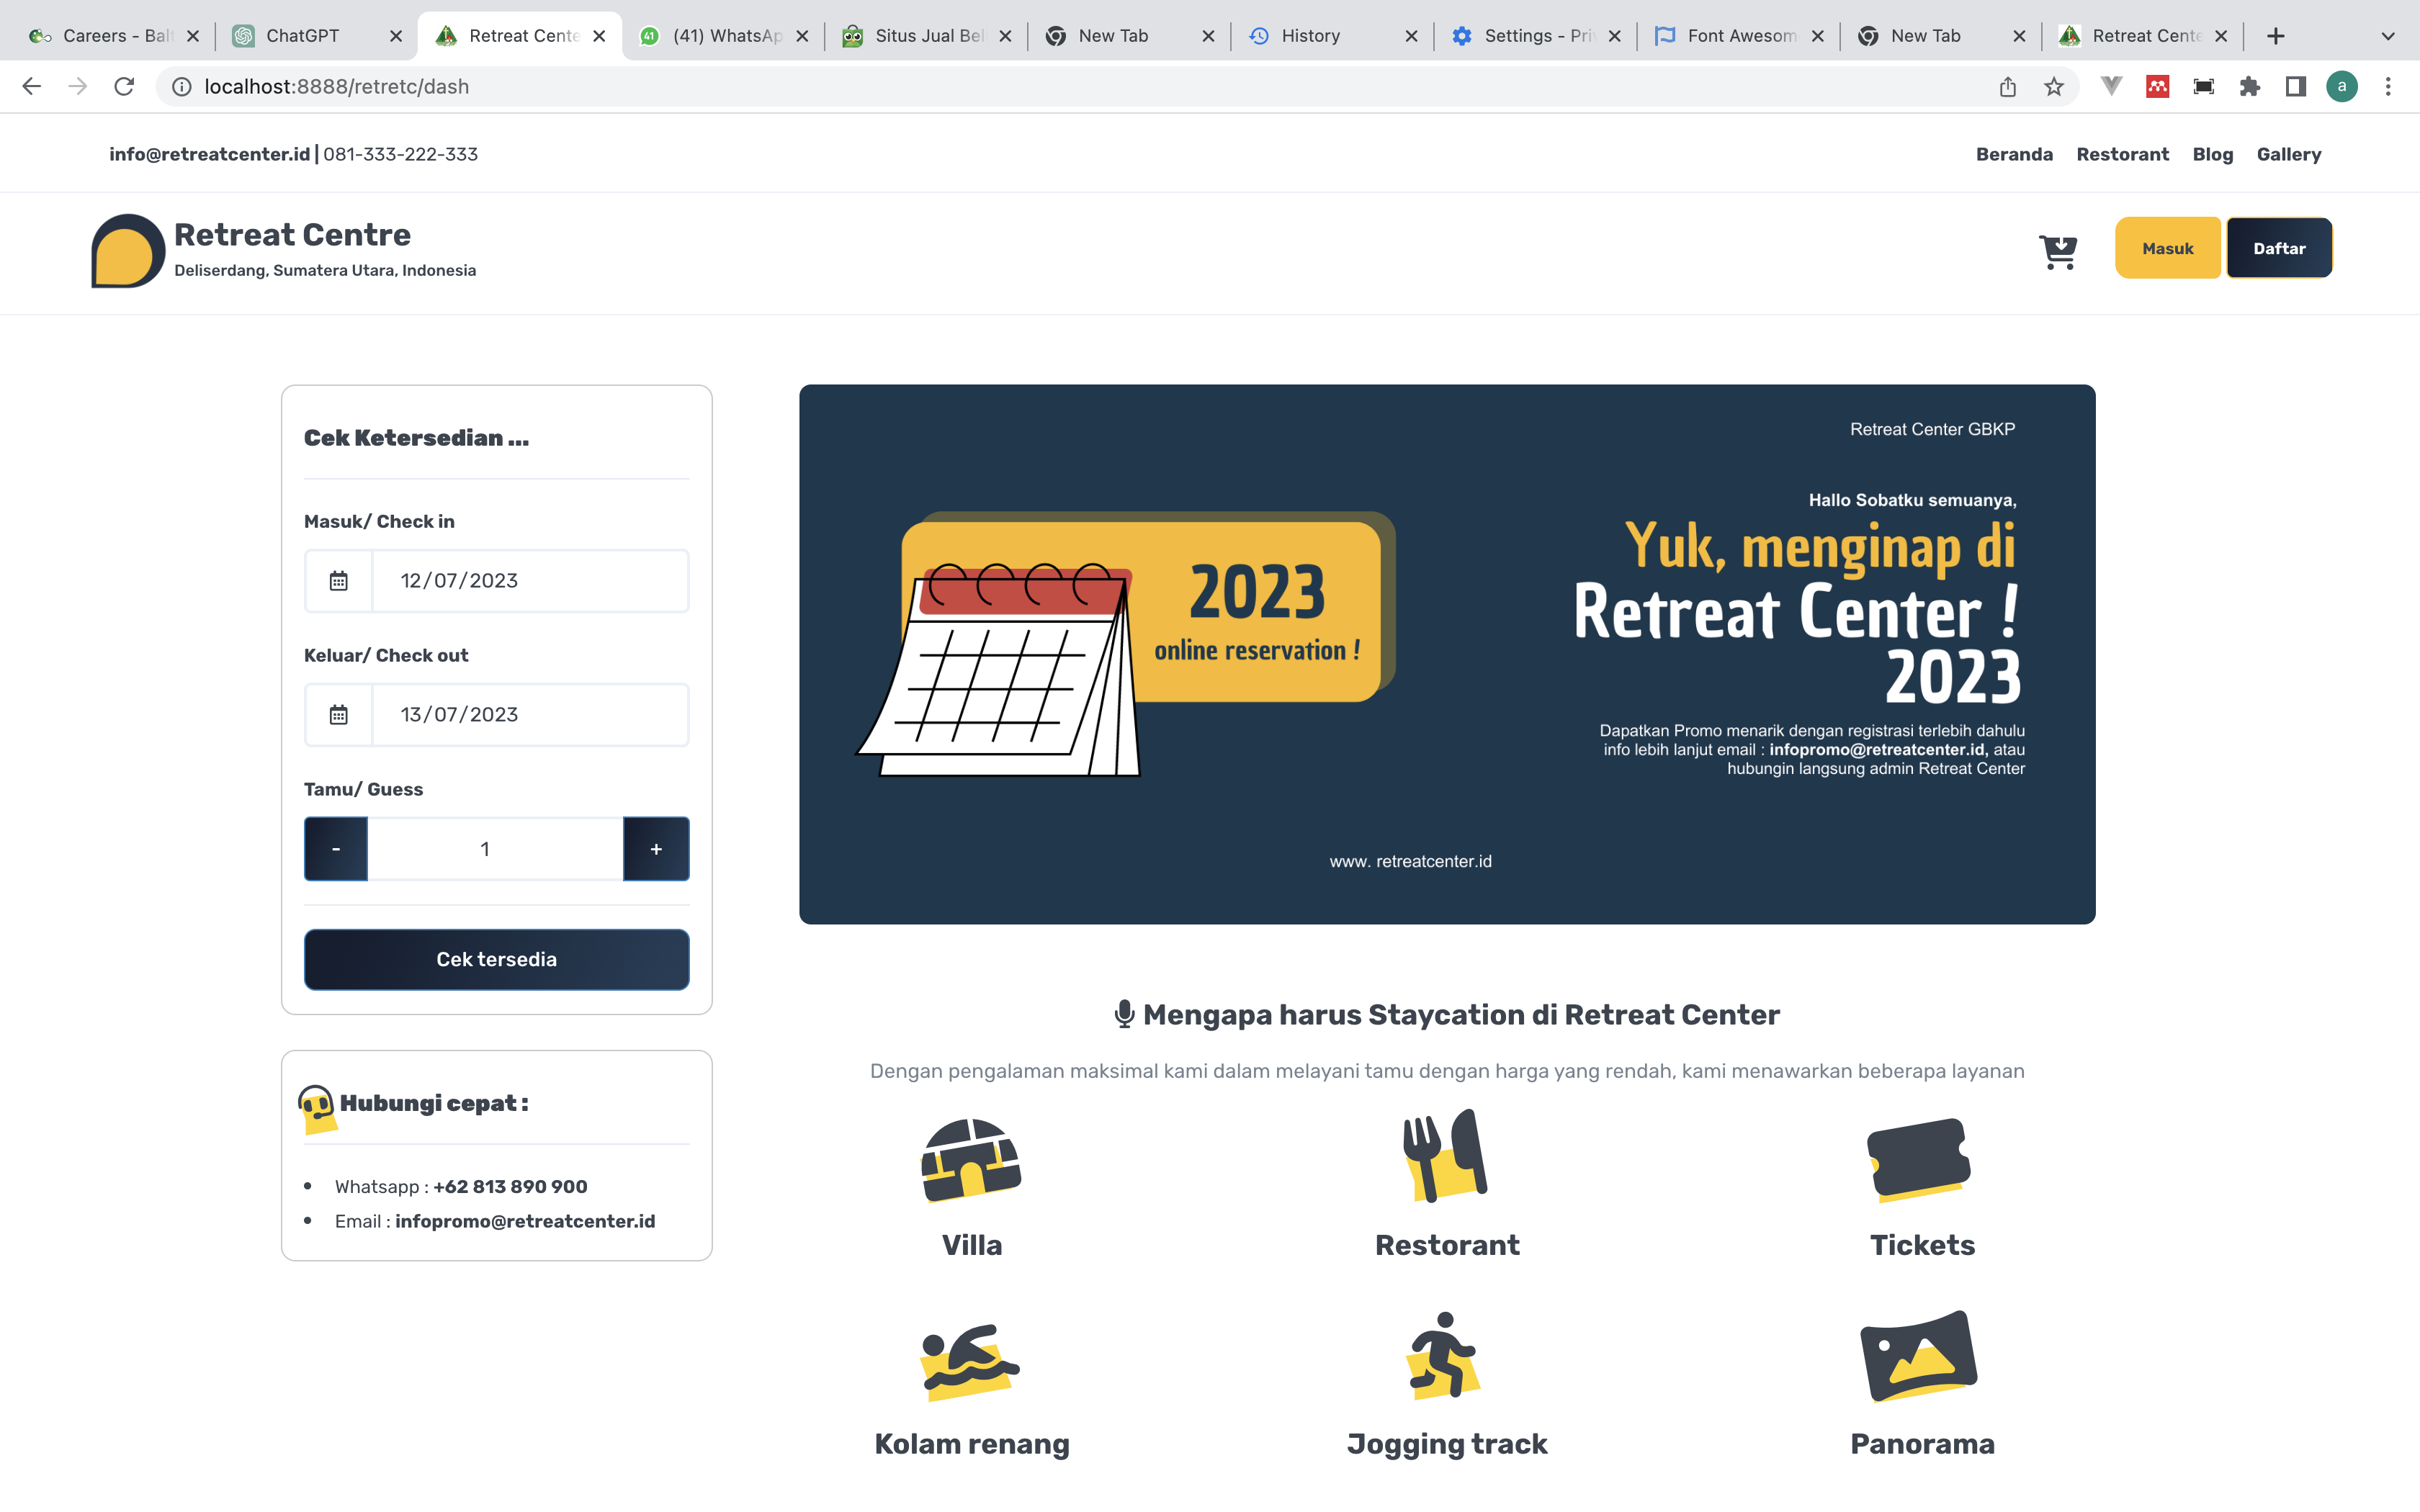 Careers - Balt
ChatGPT
Retreat Cente
(41) WhatsAp
Situs Jual Bel
New Tab
History
Settings - Pri
Font Awesom
New Tab
Retreat Cente
localhost:8888/retretc/dash
a
info@retreatcenter.id | 081-333-222-333
Beranda Restorant Blog Gallery
Retreat Centre
Deliserdang, Sumatera Utara, Indonesia
Masuk
Daftar
Cek Ketersedian ...
Masuk/ Check in
12/07/2023
Keluar/ Check out
13/07/2023
Tamu/ Guess
- 1 +
Cek tersedia
Hubungi cepat :
• Whatsapp : +62 813 890 900
• Email : infopromo@retreatcenter.id
Retreat Center GBKP
2023
online reservation !
Hallo Sobatku semuanya,
Yuk, menginap di
Retreat Center !
2023
Dapatkan Promo menarik dengan registrasi terlebih dahulu
info lebih lanjut email : infopromo@retreatcenter.id, atau
hubungin langsung admin Retreat Center
www. retreatcenter.id
Mengapa harus Staycation di Retreat Center
Dengan pengalaman maksimal kami dalam melayani tamu dengan harga yang rendah, kami menawarkan beberapa layanan
Villa
Restorant
Tickets
Kolam renang
Jogging track
Panorama